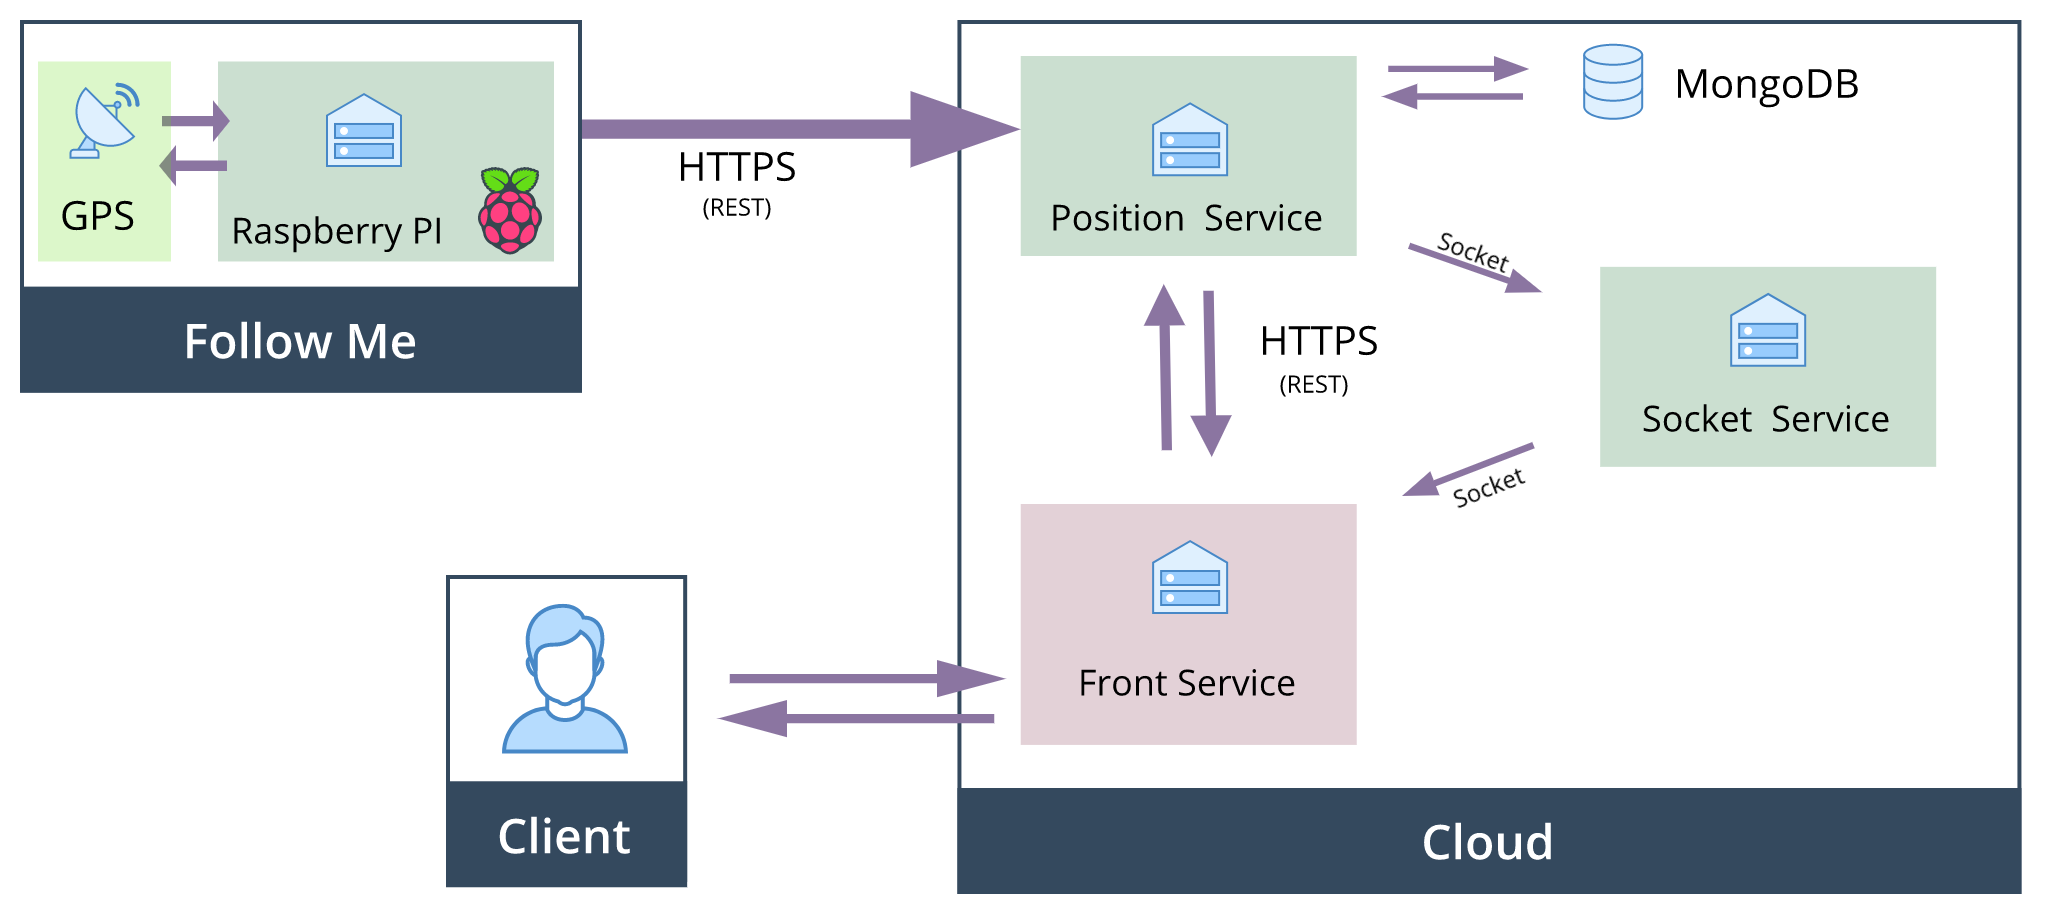 GPS
Raspberry PI
Follow Me
HTTPS
(REST)
Position Service
MongoDB
Socket
HTTPS
(REST)
Socket Service
Socket
Front Service
Client
Cloud